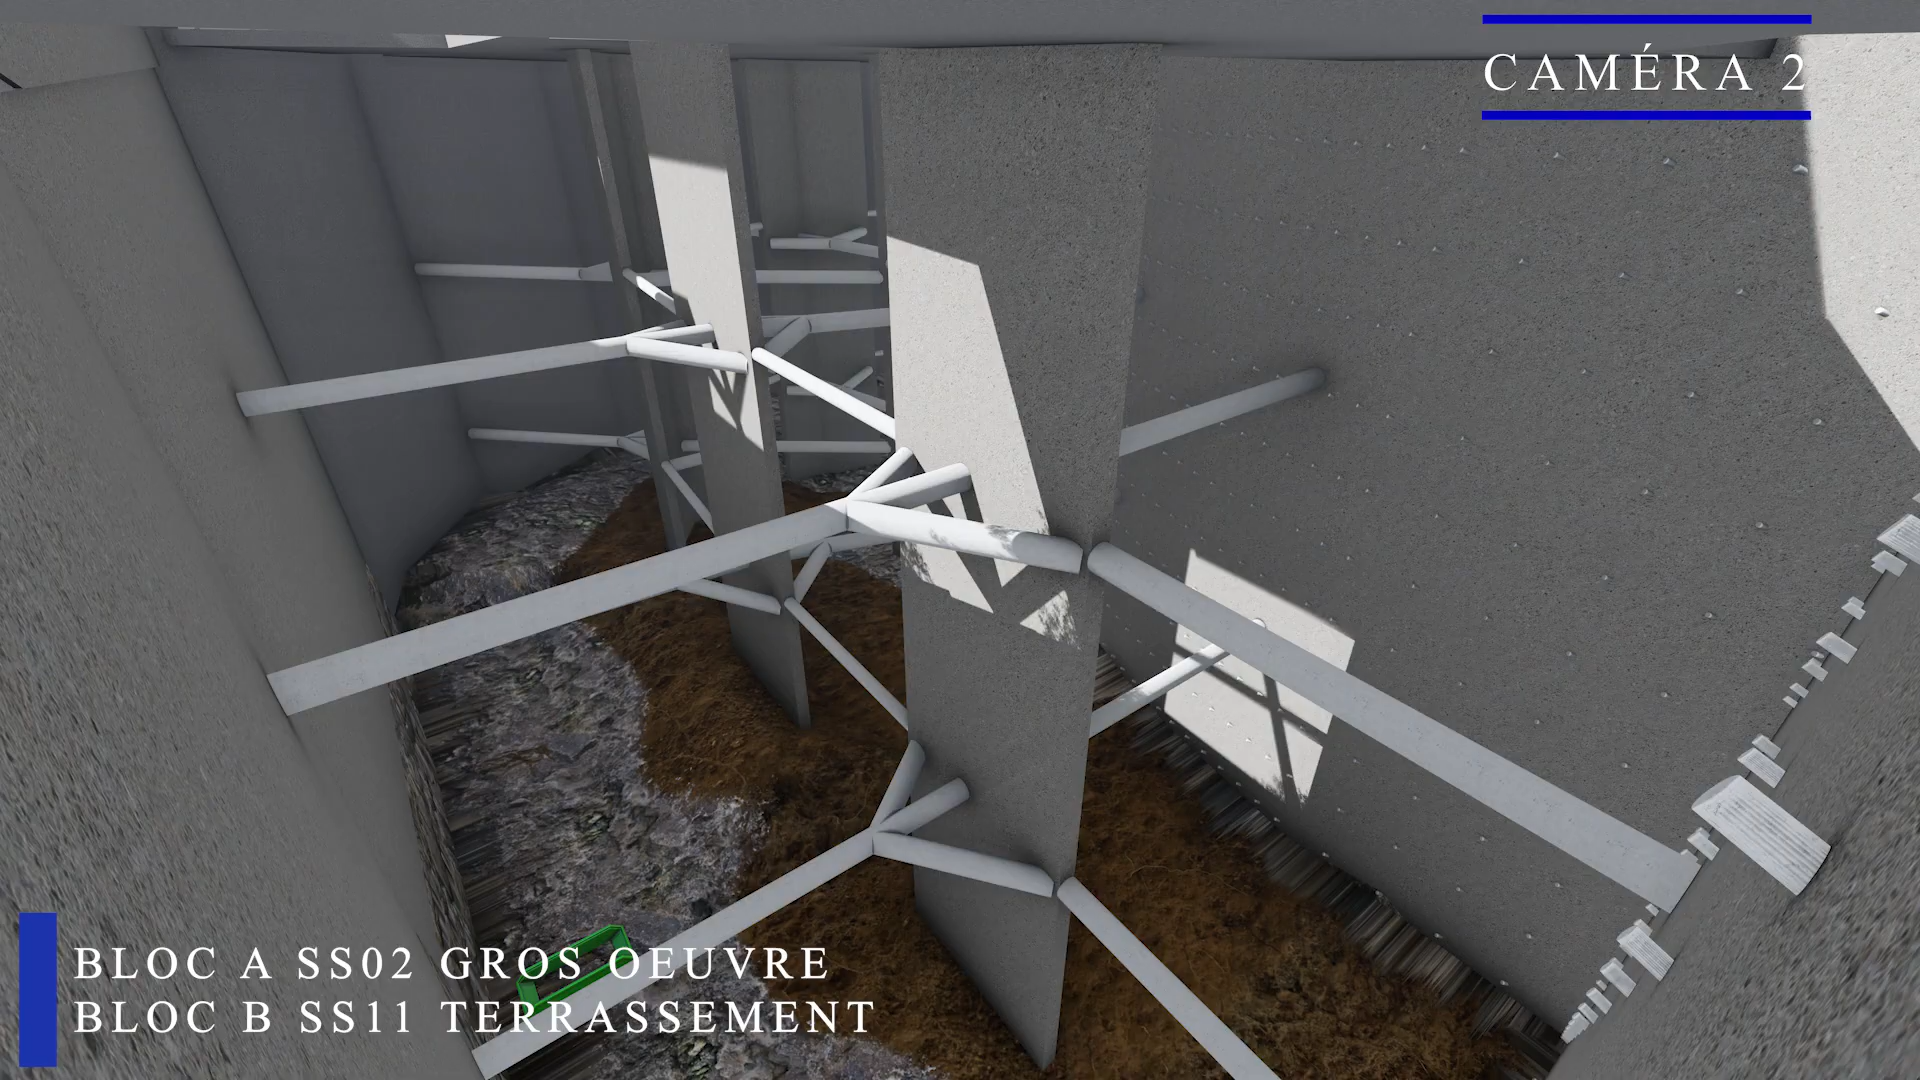 CAMÉRA 2
BLOC A SS02 GROS OEUVRE
BLOC B SS11 TERRASSEMENT